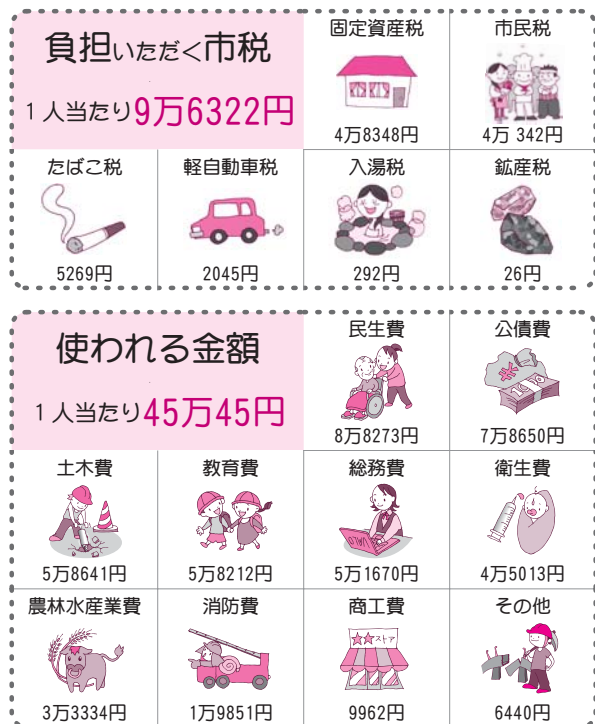 負担いただく市税
1人当たり9万6322円
固定資産税
4万8348円
市民税
4万 342円
たばこ税
5269円
軽自動車税
2045円
入湯税
292円
鉱産税
26円
使われる金額
1人当たり45万45円
民生費
8万8273円
公債費
¥
7万8650円
土木費
5万8641円
教育費
5万8212円
総務費
5万1670円
衛生費
4万5013円
農林水産業費
3万3334円
消防費
1万9851円
商工費
★★ストア
9962円
その他
6440円